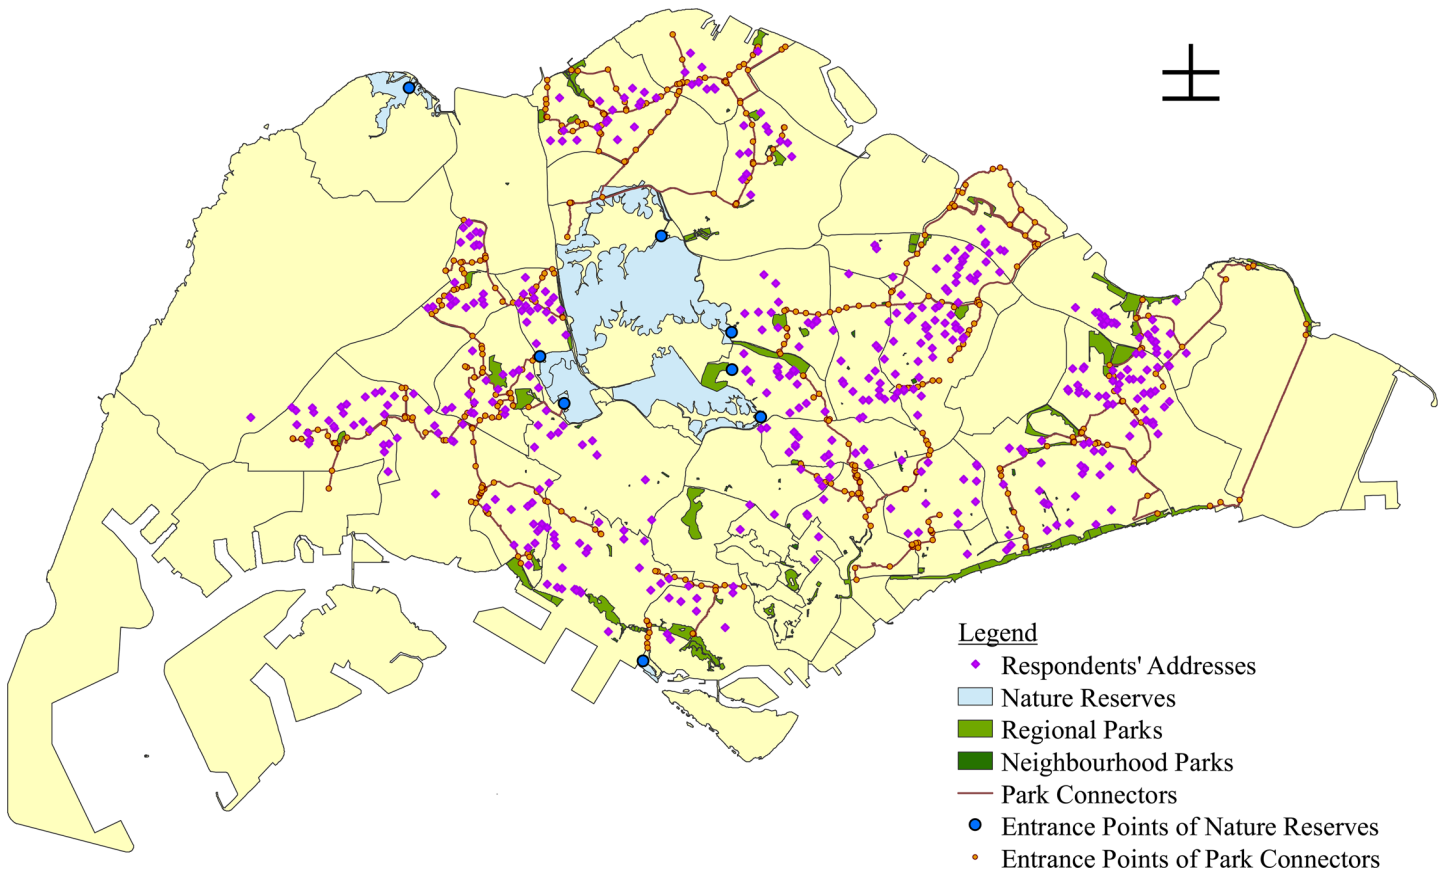 Legend
Respondents' Addresses
Nature Reserves
Regional Parks
Neighbourhood Parks
Park Connectors
Entrance Points of Nature Reserves
Entrance Points of Park Connectors